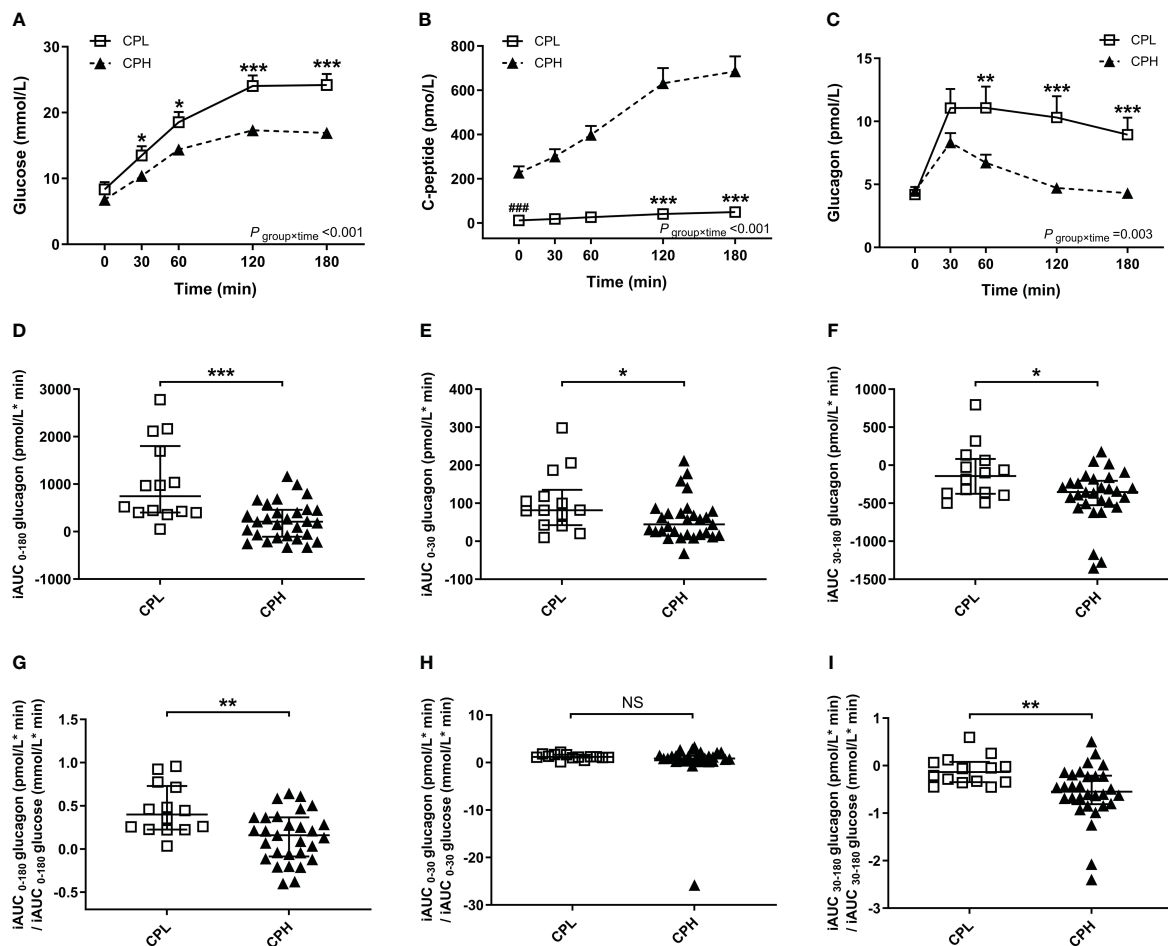 A
CPL
CPH
Glucose (mmol/L)
30
20
10
0
*
*
***
***
P group×time <0.001
0 30 60 120 180
Time (min)
B
CPL
CPH
C-peptide (pmo/L)
800
600
400
200
0
###
***
***
P group×time <0.001
0 30 60 120 180
Time (min)
C
CPL
CPH
Glucagon (pmol/L)
15
10
5
0
**
***
***
P group×time =0.003
0 30 60 120 180
Time (min)
D
iAUC 0-180 glucagon (pmol/L* min)
3000
2000
1000
0
-1000
***
CPL
CPH
E
iAUC 0-30 glucagon (pmol/L* min)
400
300
200
100
0
-100
*
CPL
CPH
F
iAUC 30-180 glucagon (pmol/L* min)
1000
500
0
-500
-1000
-1500
*
CPL
CPH
G
iAUC 0-180 glucagon (pmol/L* min)
/ iAUC 0-180 glucose (mmol/L* min)
1.5
1.0
0.5
0.0
-0.5
**
CPL
CPH
H
iAUC 0-30 glucagon (pmol/L* min)
/ iAUC 0-30 glucose (mmol/L* min)
10
0
-10
-20
-30
NS
CPL
CPH
I
iAUC 30-180 glucagon (pmol/L* min)
/ iAUC 30-180 glucose (mmol/L* min)
1
0
-1
-2
-3
**
CPL
CPH